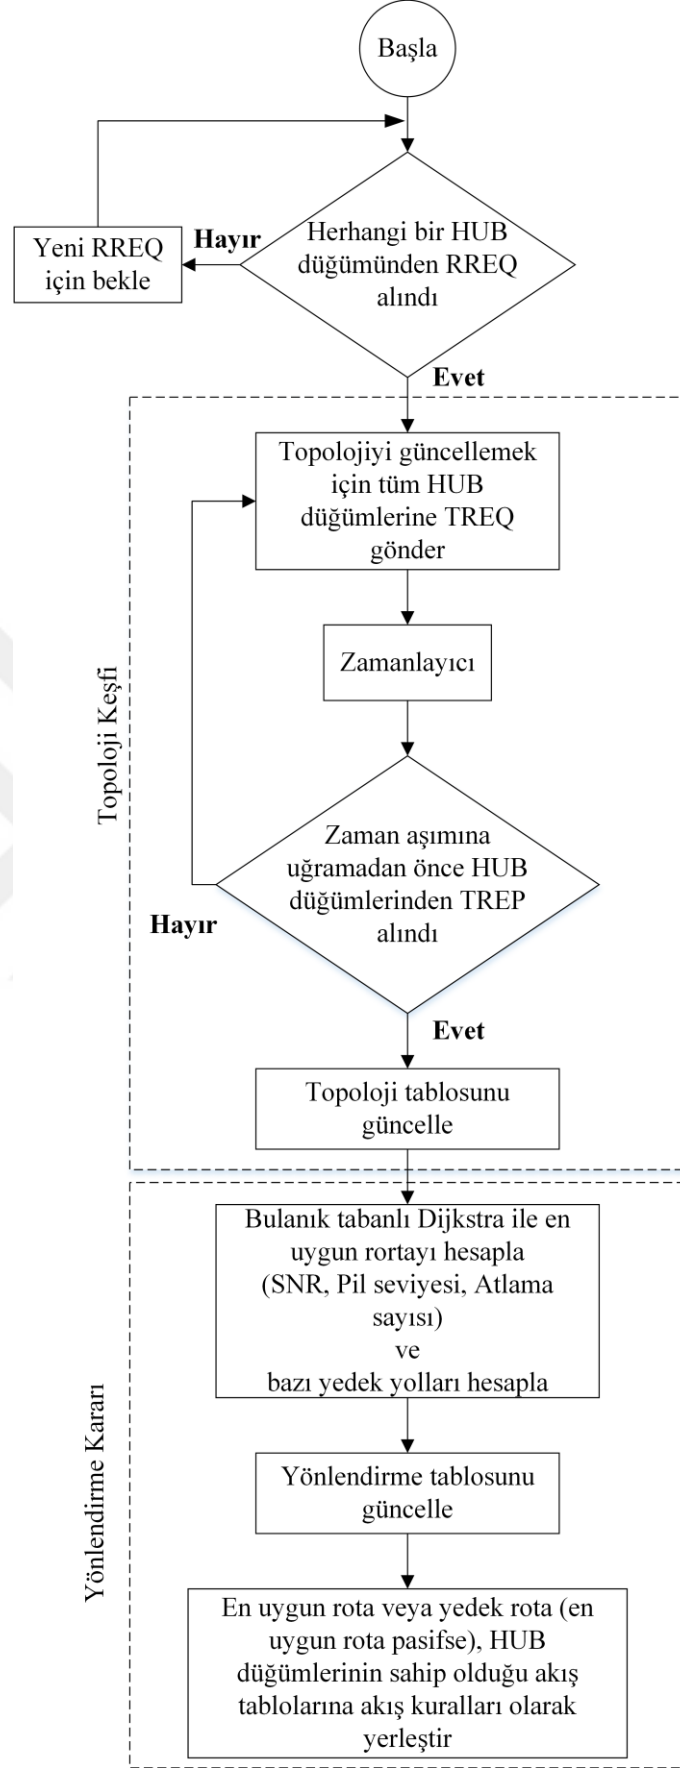 Başla
Herhangi bir HUB
düğümünden RREQ
alındı
Hayır
Yeni RREQ
için bekle
Evet
Topoloji Keşfi
Topolojiyi güncellemek
için tüm HUB
düğümlerine TREQ
gönder
Zamanlayıcı
Zaman aşımına
uğramadan önce HUB
düğümlerinden TREP
alındı
Hayır
Evet
Topoloji tablosunu
güncelle
Yönlendirme Kararı
Bulanık tabanlı Dijkstra ile en
uygun rortayı hesapla
(SNR, Pil seviyesi, Atlama
sayısı)
ve
bazı yedek yolları hesapla
Yönlendirme tablosunu
güncelle
En uygun rota veya yedek rota (en
uygun rota pasifse), HUB
düğümlerinin sahip olduğu akış
tablolarına akış kuralları olarak
yerleştir